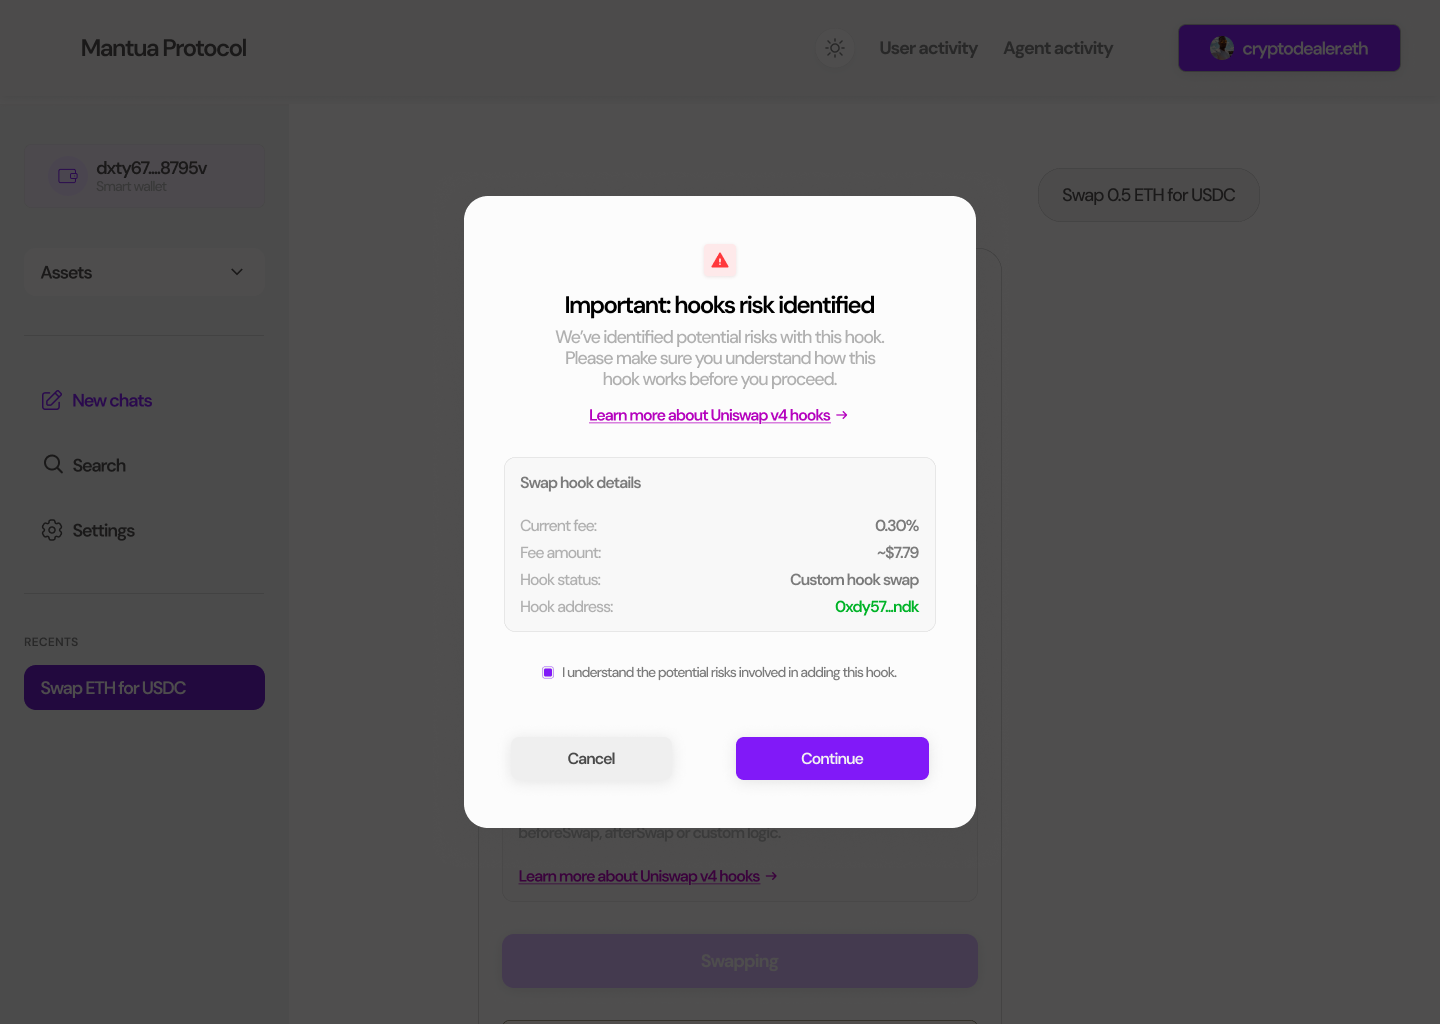 Mantua Protocol
User activity
Agent activity
cryptodealer.eth
dxty67....8795v
Smart wallet
Assets
New chats
Search
Settings
RECENTS
Swap ETH for USDC
Swap 0.5 ETH for USDC
Important: hooks risk identified
We've identified potential risks with this hook.
Please make sure you understand how this
hook works before you proceed.
Learn more about Uniswap v4 hooks →
Swap hook details
Current fee: 0.30%
Fee amount: ~$7.79
Hook status: Custom hook swap
Hook address: 0xdy57...ndk
I understand the potential risks involved in adding this hook.
Cancel
Continue
beforeSwap, afterSwap or custom logic.
Learn more about Uniswap v4 hooks →
Swapping